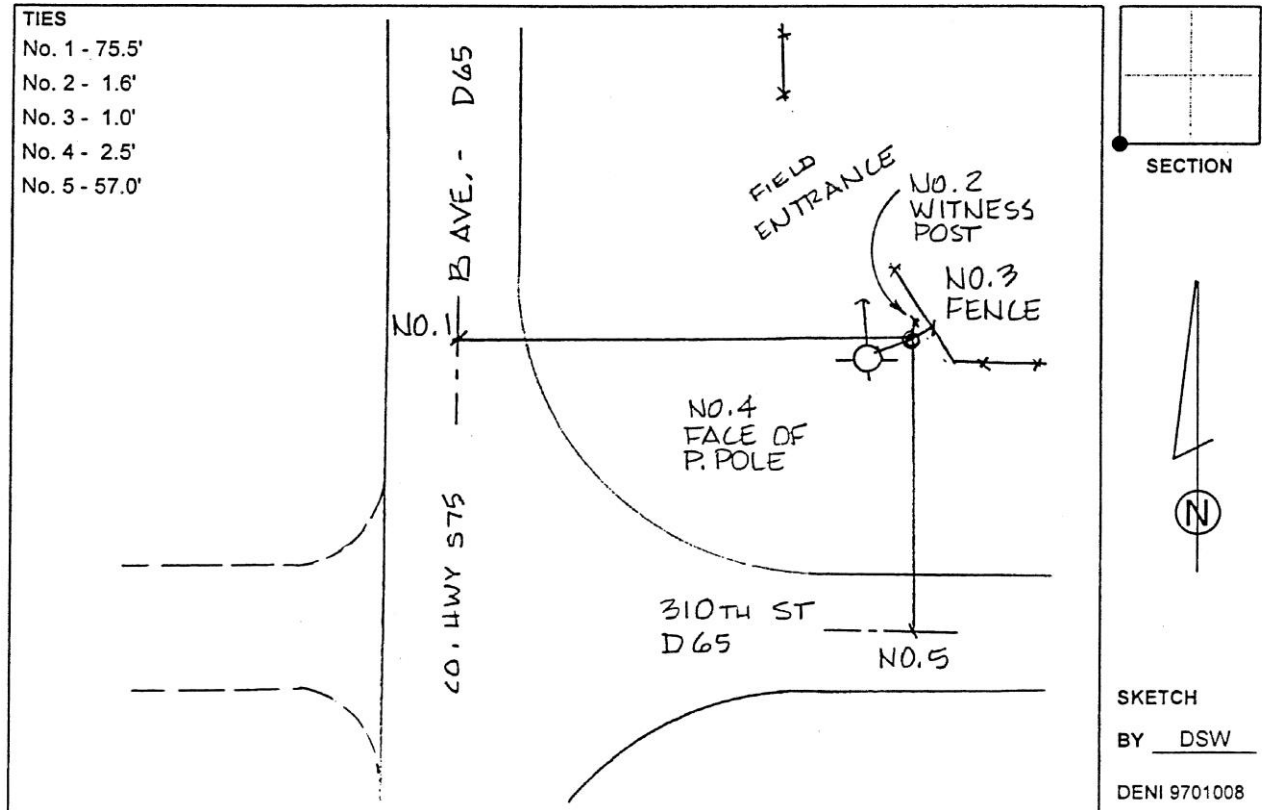 TIES
No. 1 - 75.5'
No. 2 - 1.6'
No. 3 - 1.0'
No. 4 - 2.5'
No. 5 - 57.0'
B AVE. - D65
FIELD
ENTRANCE
NO. 2
WITNESS
POST
NO. 3
FENCE
NO. 1
NO. 4
FACE OF
P. POLE
CO. HWY S75
310TH ST
D65
NO. 5
SECTION
N
SKETCH
BY DSW
DENI 9701008